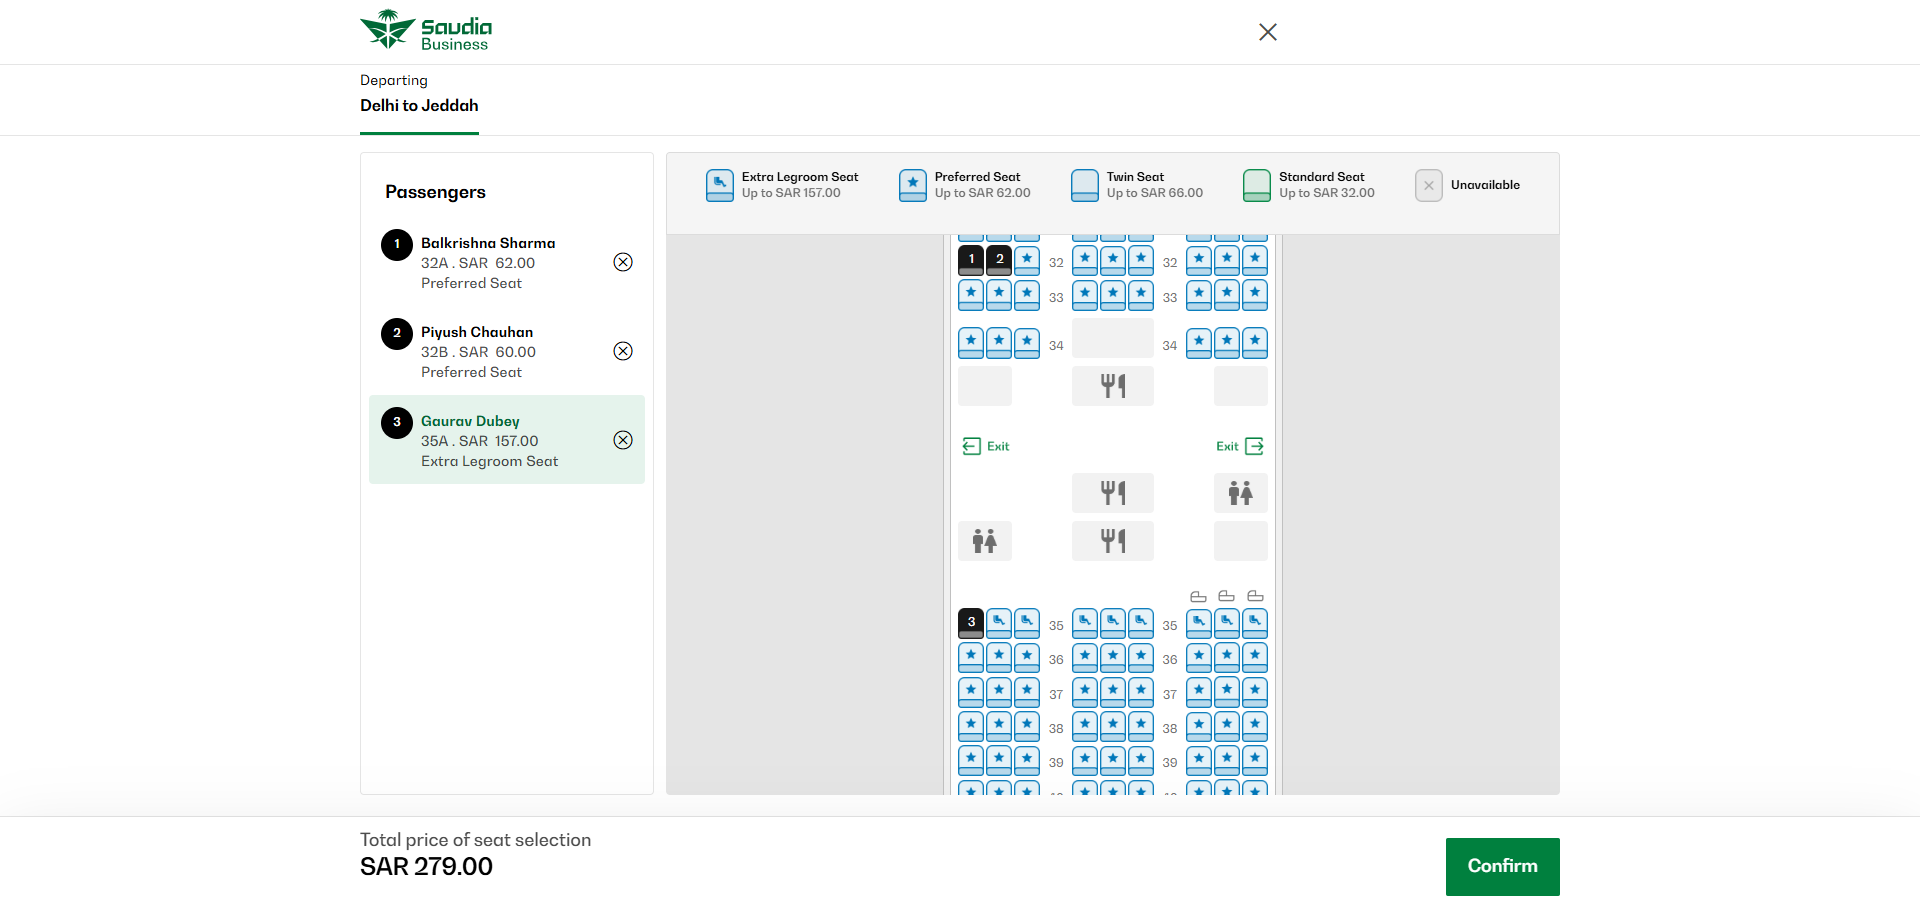 Saudia
Business
Departing
Delhi to Jeddah
Passengers
1
Balkrishna Sharma
32A . SAR 62.00
Preferred Seat
2
Piyush Chauhan
32B . SAR 60.00
Preferred Seat
3
Gaurav Dubey
35A . SAR 157.00
Extra Legroom Seat
Extra Legroom Seat
Up to SAR 157.00
Preferred Seat
Up to SAR 62.00
Twin Seat
Up to SAR 66.00
Standard Seat
Up to SAR 32.00
Unavailable
1 2 32 32
33 33
34 34
Exit Exit
3 35 35
36 36
37 37
38 38
39 39
Total price of seat selection
SAR 279.00
Confirm